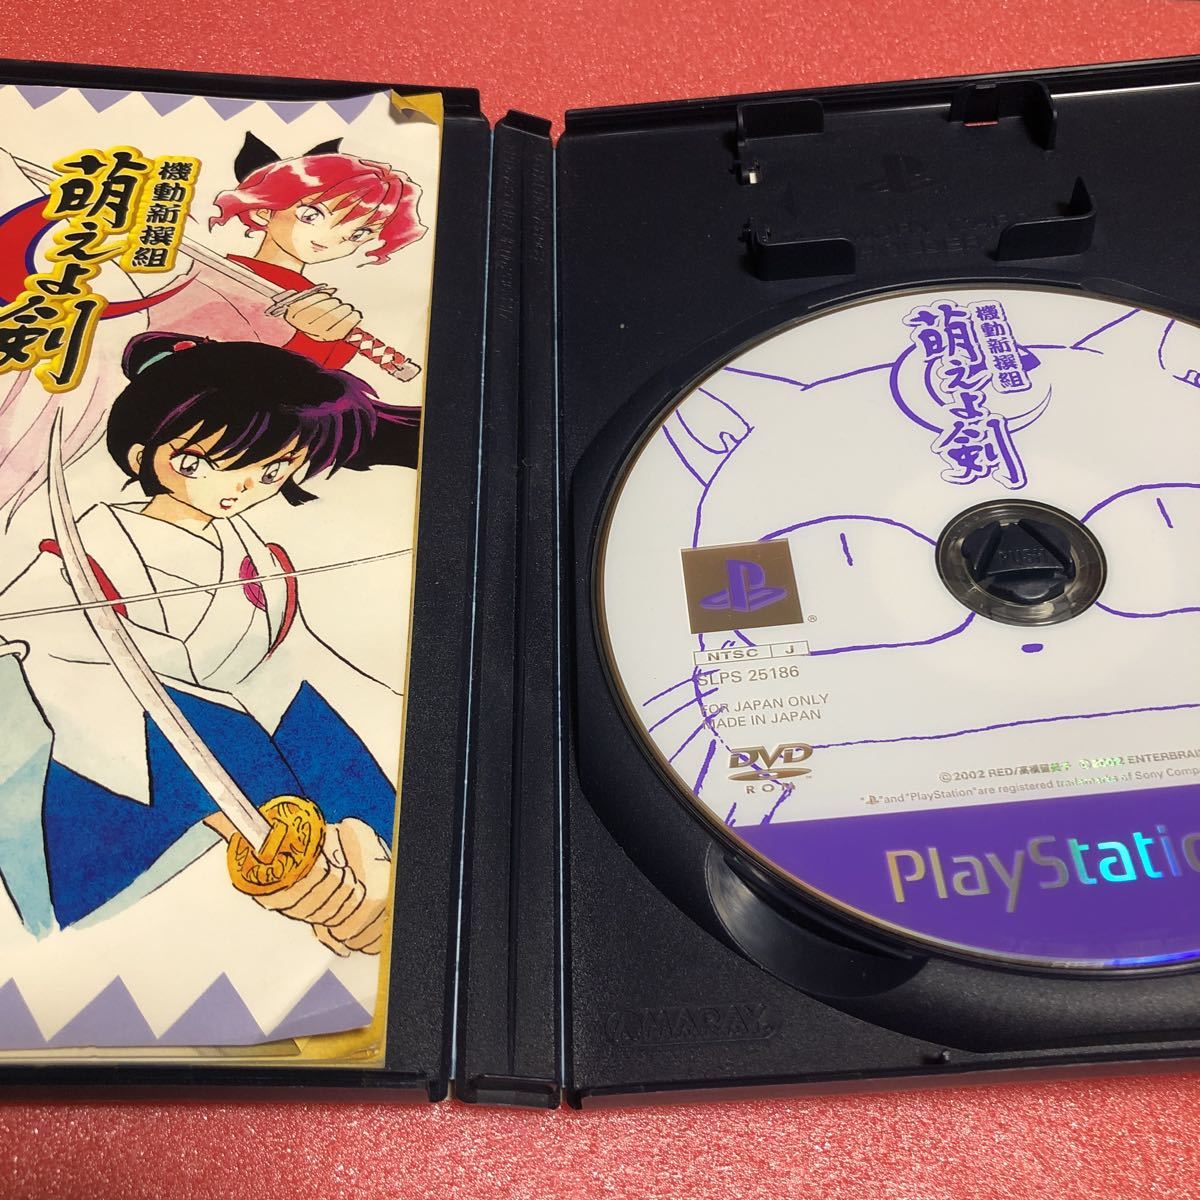 機動新撰組
萌えよ剣
機動新撰組
萌えよ剣
PUSH
®
NTSC J
SLPS 25186
FOR JAPAN ONLY
MADE IN JAPAN
DVD
ROM
©2002 RED/高橋留美子 ©2002 ENTERBRAI
" " and "PlayStation" are registered trademarks of Sony Comp
PlayStatio
AMARAY